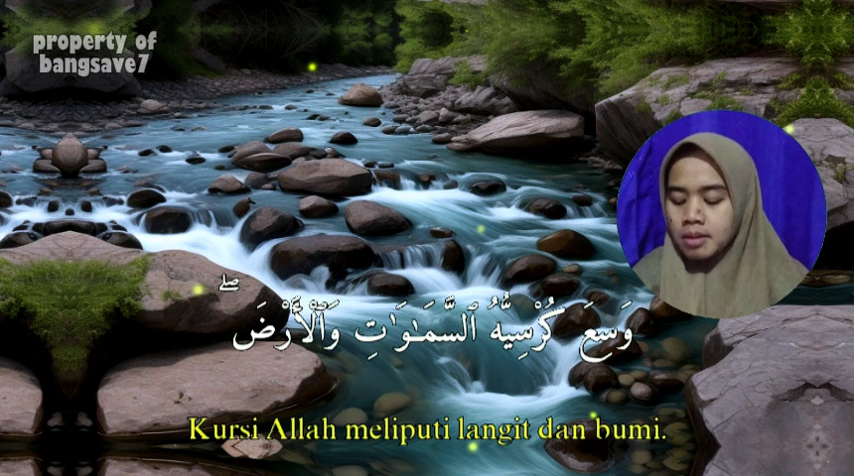 property of
bangsave7
وَسِعَ كُرْسِيُّهُ ٱلسَّمَـٰوَٰتِ وَٱلْأَرْضَ ۖ
Kursi Allah meliputi langit dan bumi.